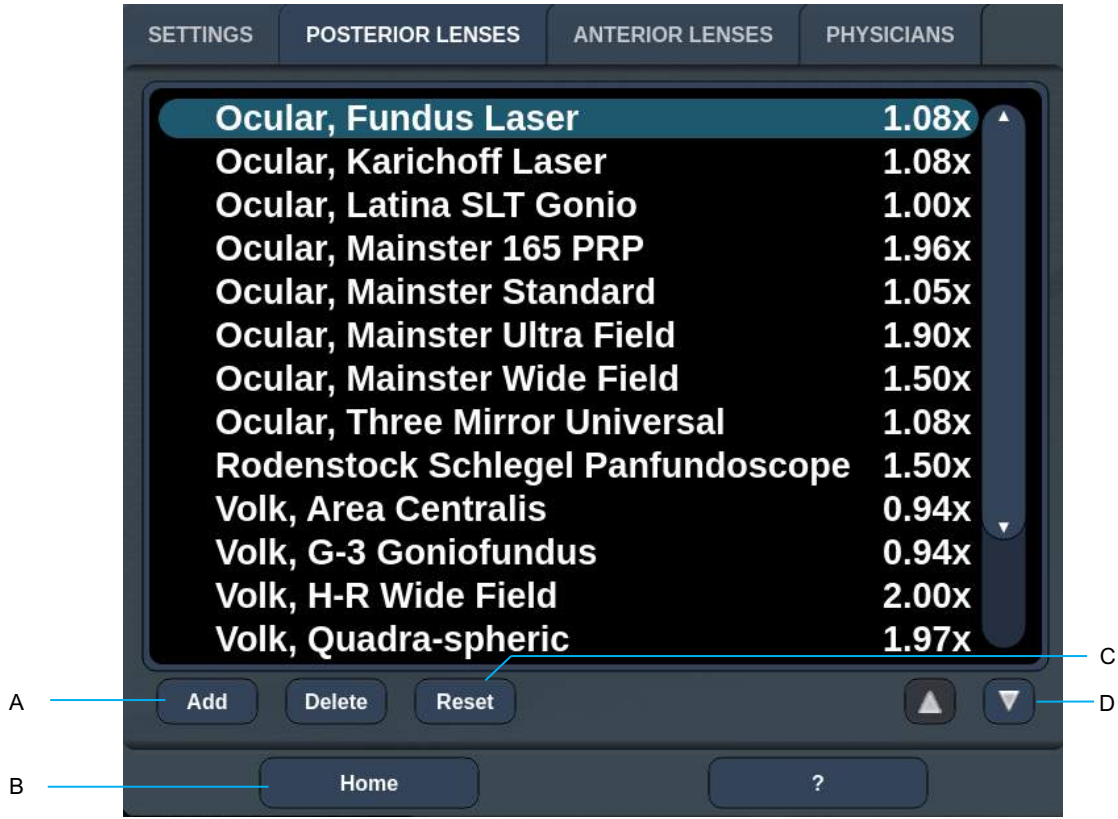 SETTINGS POSTERIOR LENSES ANTERIOR LENSES PHYSICIANS
Ocular, Fundus Laser 1.08x
Ocular, Karichoff Laser 1.08x
Ocular, Latina SLT Gonio 1.00x
Ocular, Mainster 165 PRP 1.96x
Ocular, Mainster Standard 1.05x
Ocular, Mainster Ultra Field 1.90x
Ocular, Mainster Wide Field 1.50x
Ocular, Three Mirror Universal 1.08x
Rodenstock Schlegel Panfundoscope 1.50x
Volk, Area Centralis 0.94x
Volk, G-3 Goniofundus 0.94x
Volk, H-R Wide Field 2.00x
Volk, Quadra-spheric 1.97x
C
A Add Delete Reset D
B Home ?